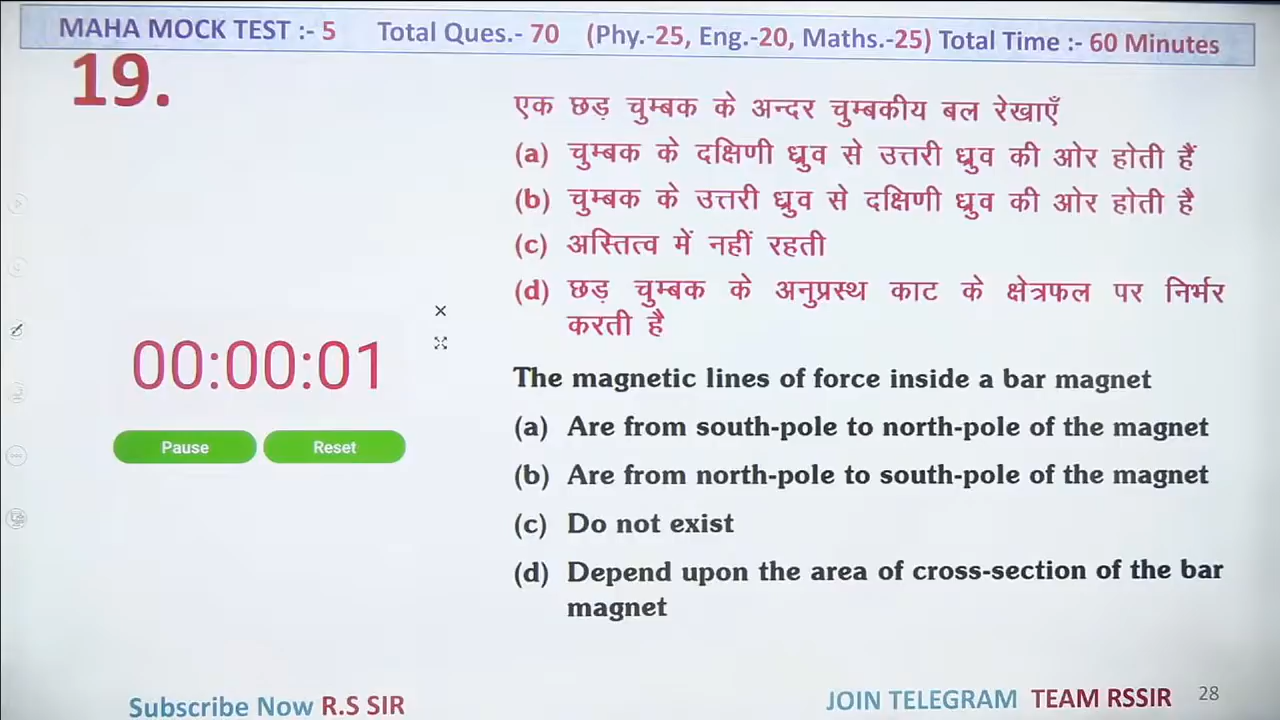 MAHA MOCK TEST :- 5 Total Ques.- 70 (Phy.-25, Eng.-20, Maths.-25) Total Time :- 60 Minutes
19.
एक छड़ चुम्बक के अन्दर चुम्बकीय बल रेखाएँ
(a) चुम्बक के दक्षिणी ध्रुव से उत्तरी ध्रुव की ओर होती हैं
(b) चुम्बक के उत्तरी ध्रुव से दक्षिणी ध्रुव की ओर होती है
(c) अस्तित्व में नहीं रहती
(d) छड़ चुम्बक के अनुप्रस्थ काट के क्षेत्रफल पर निर्भर
करती है
00:00:01
Pause Reset
The magnetic lines of force inside a bar magnet
(a) Are from south-pole to north-pole of the magnet
(b) Are from north-pole to south-pole of the magnet
(c) Do not exist
(d) Depend upon the area of cross-section of the bar
magnet
Subscribe Now R.S SIR
JOIN TELEGRAM TEAM RSSIR 28